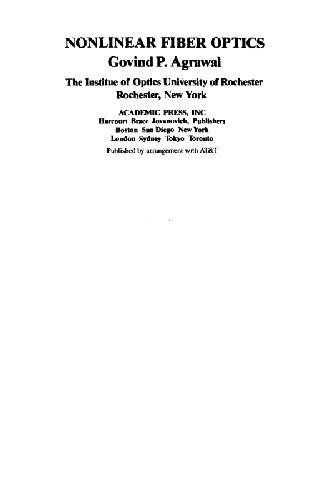 NONLINEAR FIBER OPTICS
Govind P. Agrawal
The Institue of Optics University of Rochester
Rochester, New York
ACADEMIC PRESS, INC
Harcourt Brace Jovanovich, Publishers
Borton San Diego New York
London Sydney Tokyo Toronto
Published by arrangement with AT&T